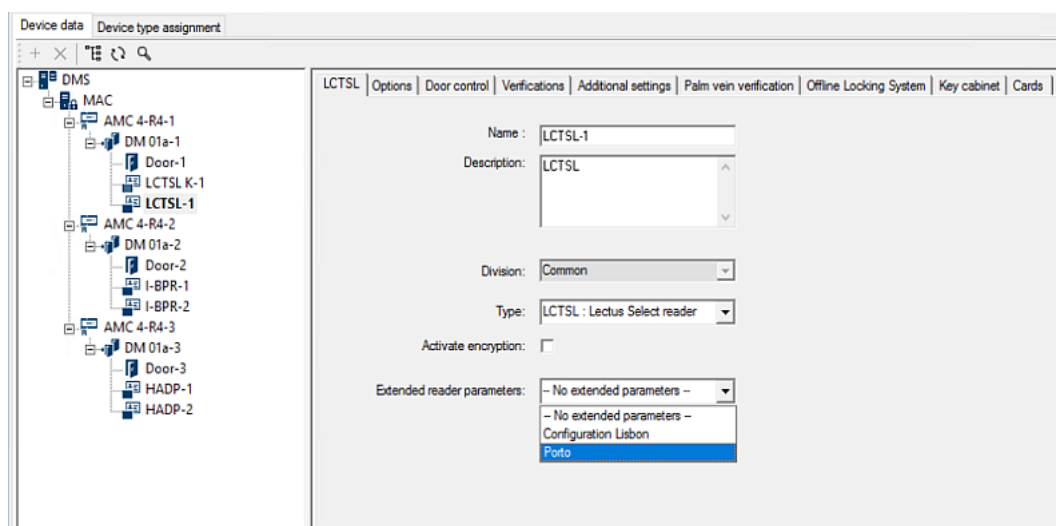 Device data Device type assignment
DMS
MAC
AMC 4-R4-1
DM 01a-1
Door-1
LCTSL K-1
LCTSL-1
AMC 4-R4-2
DM 01a-2
Door-2
I-BPR-1
I-BPR-2
AMC 4-R4-3
DM 01a-3
Door-3
HADP-1
HADP-2
LCTSL Options Door control Verifications Additional settings Palm vein verification Offline Locking System Key cabinet Cards
Name : LCTSL-1
Description: LCTSL
Division: Common
Type: LCTSL : Lectus Select reader
Activate encryption:
Extended reader parameters: -- No extended parameters --
-- No extended parameters --
Configuration Lisbon
Porto